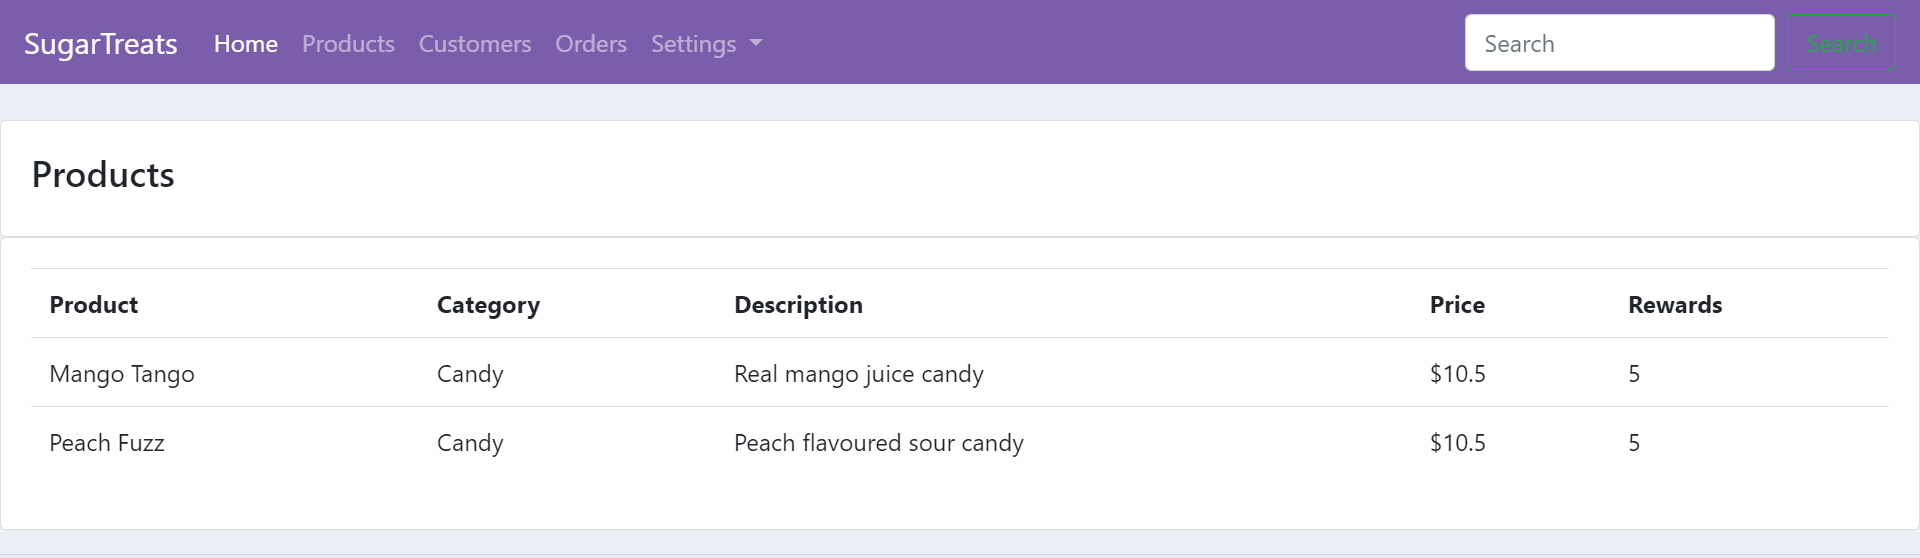 SugarTreats Home Products Customers Orders Settings Search Search
Products
Product Category Description Price Rewards
Mango Tango Candy Real mango juice candy $10.5 5
Peach Fuzz Candy Peach flavoured sour candy $10.5 5